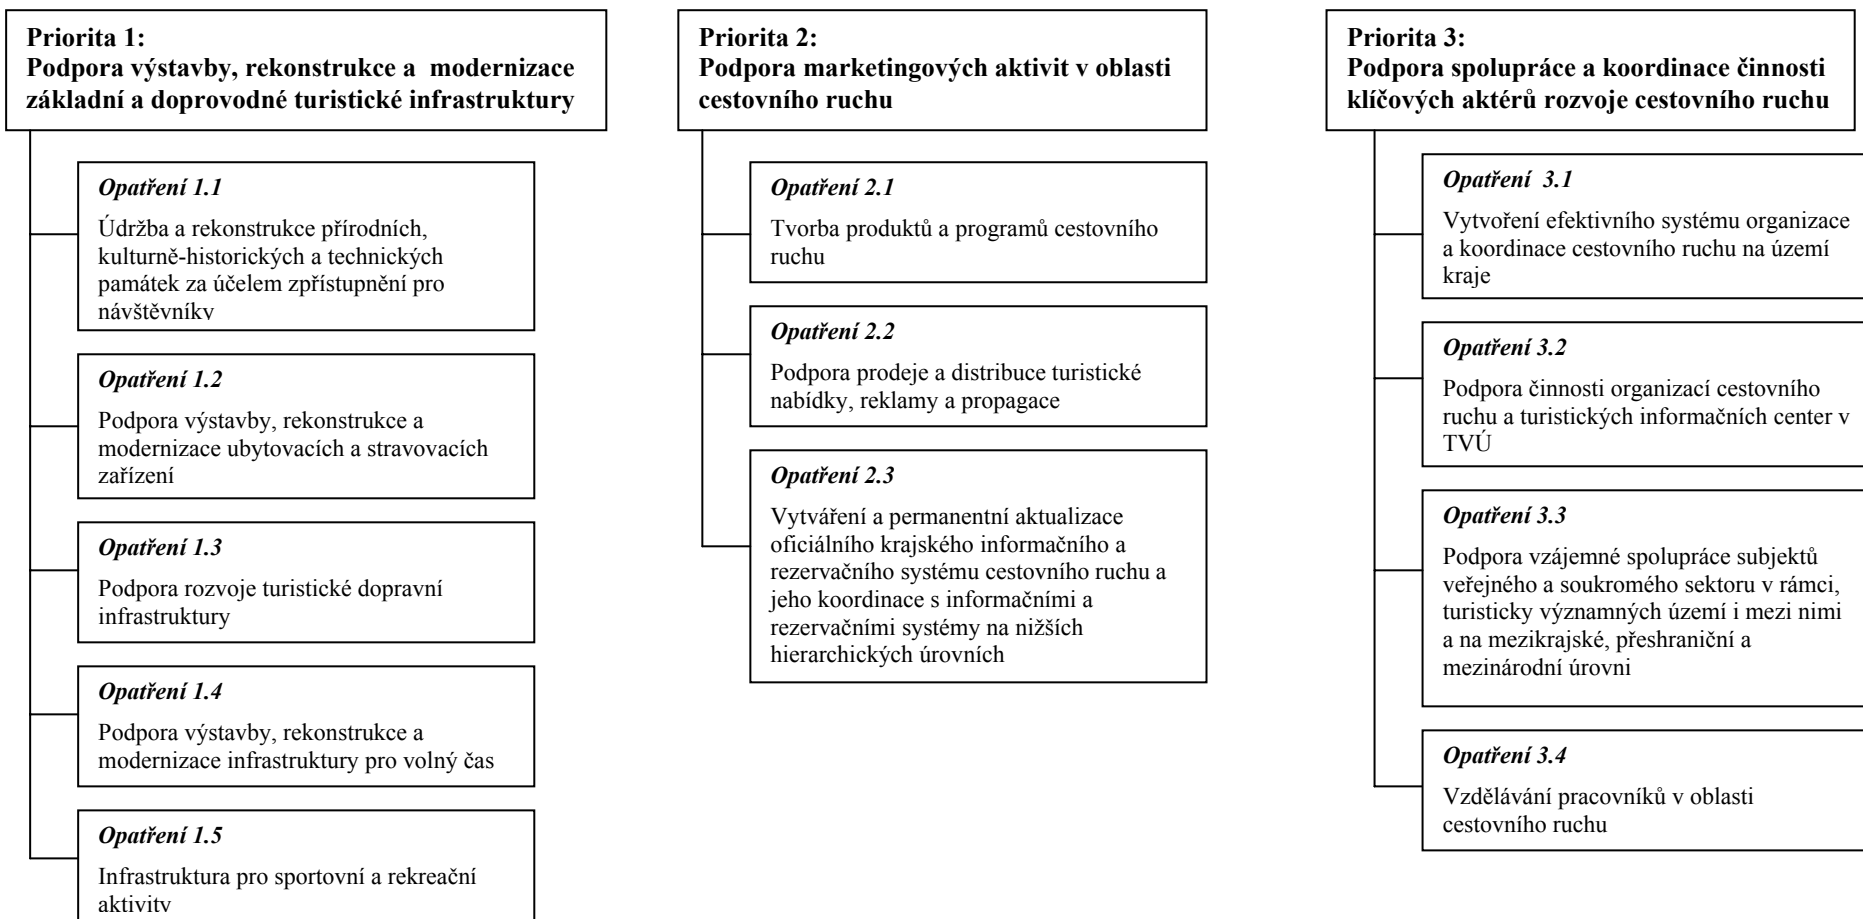 Priorita 1:
Podpora výstavby, rekonstrukce a modernizace
základní a doprovodné turistické infrastruktury
Opatření 1.1
Údržba a rekonstrukce přírodních,
kulturně-historických a technických
památek za účelem zpřístupnění pro
návštěvníky
Opatření 1.2
Podpora výstavby, rekonstrukce a
modernizace ubytovacích a stravovacích
zařízení
Opatření 1.3
Podpora rozvoje turistické dopravní
infrastruktury
Opatření 1.4
Podpora výstavby, rekonstrukce a
modernizace infrastruktury pro volný čas
Opatření 1.5
Infrastruktura pro sportovní a rekreační
aktivity
Priorita 2:
Podpora marketingových aktivit v oblasti
cestovního ruchu
Opatření 2.1
Tvorba produktů a programů cestovního
ruchu
Opatření 2.2
Podpora prodeje a distribuce turistické
nabídky, reklamy a propagace
Opatření 2.3
Vytváření a permanentní aktualizace
oficiálního krajského informačního a
rezervačního systému cestovního ruchu a
jeho koordinace s informačními a
rezervačními systémy na nižších
hierarchických úrovních
Priorita 3:
Podpora spolupráce a koordinace činnosti
klíčových aktérů rozvoje cestovního ruchu
Opatření 3.1
Vytvoření efektivního systému organizace
a koordinace cestovního ruchu na území
kraje
Opatření 3.2
Podpora činnosti organizací cestovního
ruchu a turistických informačních center v
TVÚ
Opatření 3.3
Podpora vzájemné spolupráce subjektů
veřejného a soukromého sektoru v rámci,
turisticky významných území i mezi nimi
a na mezikrajské, přeshraniční a
mezinárodní úrovni
Opatření 3.4
Vzdělávání pracovníků v oblasti
cestovního ruchu